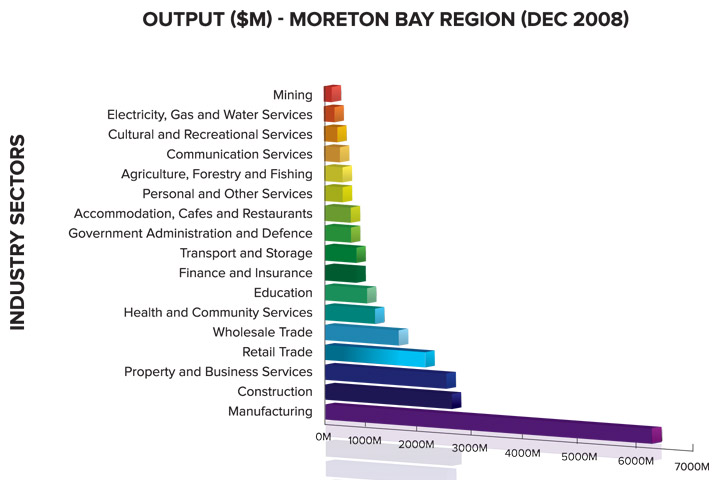 OUTPUT ($M) - MORETON BAY REGION (DEC 2008)
INDUSTRY SECTORS
Mining
Electricity, Gas and Water Services
Cultural and Recreational Services
Communication Services
Agriculture, Forestry and Fishing
Personal and Other Services
Accommodation, Cafes and Restaurants
Government Administration and Defence
Transport and Storage
Finance and Insurance
Education
Health and Community Services
Wholesale Trade
Retail Trade
Property and Business Services
Construction
Manufacturing
0M 1000M 2000M 3000M 4000M 5000M 6000M 7000M